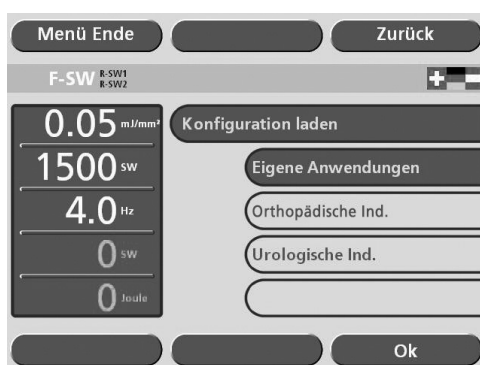 Menü Ende
Zurück
F-SW R-SW1
R-SW2
0.05 mJ/mm²
Konfiguration laden
1500 SW
Eigene Anwendungen
4.0 Hz
Orthopädische Ind.
0 SW
Urologische Ind.
0 Joule
Ok